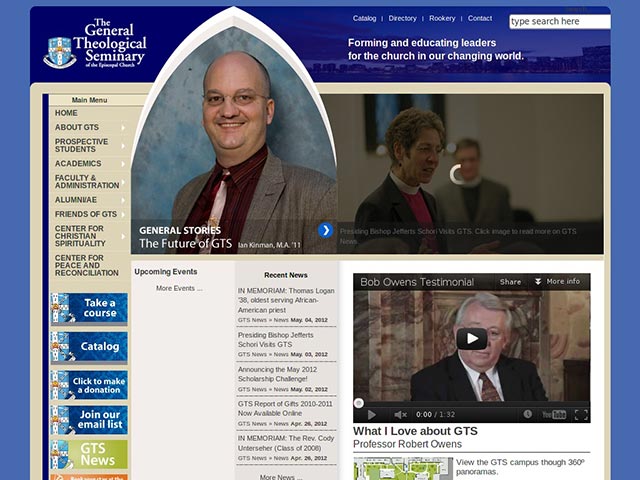 The
General
Theological
Seminary
of the Episcopal Church
Catalog | Directory | Rookery | Contact
Search...
type search here
Forming and educating leaders
for the church in our changing world.
Main Menu
HOME
ABOUT GTS
PROSPECTIVE
STUDENTS
ACADEMICS
FACULTY &
ADMINISTRATION
ALUMNI/AE
FRIENDS OF GTS
CENTER FOR
CHRISTIAN
SPIRITUALITY
CENTER FOR
PEACE AND
RECONCILIATION
GENERAL STORIES
The Future of GTS Ian Kinman, M.A. '11
Presiding Bishop Jefferts Schori Visits GTS. Click image to read more on GTS
News.
Take a
course
Catalog
Click to make
a donation
Join our
email list
GTS
News
Upcoming Events
More Events ...
Recent News
IN MEMORIAM: Thomas Logan
'38, oldest serving African-
American priest
GTS News » News May. 04, 2012
Presiding Bishop Jefferts
Schori Visits GTS
GTS News » News May. 03, 2012
Announcing the May 2012
Scholarship Challenge!
GTS News » News May. 02, 2012
GTS Report of Gifts 2010-2011
Now Available Online
GTS News » News Apr. 26, 2012
IN MEMORIAM: The Rev. Cody
Unterseher (Class of 2008)
GTS News » News Apr. 26, 2012
More News ...
Bob Owens Testimonial Share More info
0:00 / 1:32 YouTube
What I Love about GTS
Professor Robert Owens
View the GTS campus though 360º
panoramas.